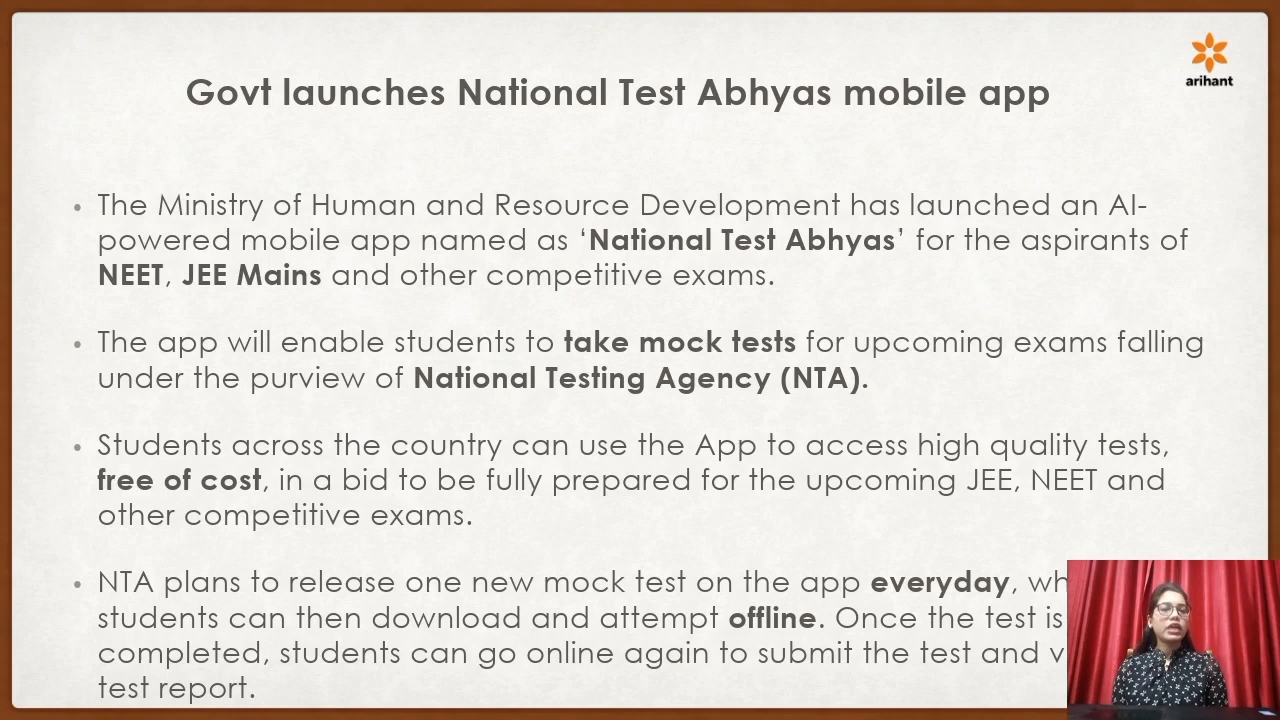 Govt launches National Test Abhyas mobile app
arihant
• The Ministry of Human and Resource Development has launched an AI-
powered mobile app named as ‘National Test Abhyas’ for the aspirants of
NEET, JEE Mains and other competitive exams.
• The app will enable students to take mock tests for upcoming exams falling
under the purview of National Testing Agency (NTA).
• Students across the country can use the App to access high quality tests,
free of cost, in a bid to be fully prepared for the upcoming JEE, NEET and
other competitive exams.
• NTA plans to release one new mock test on the app everyday,
students can then download and attempt offline. Once the test is
completed, students can go online again to submit the test and
test report.